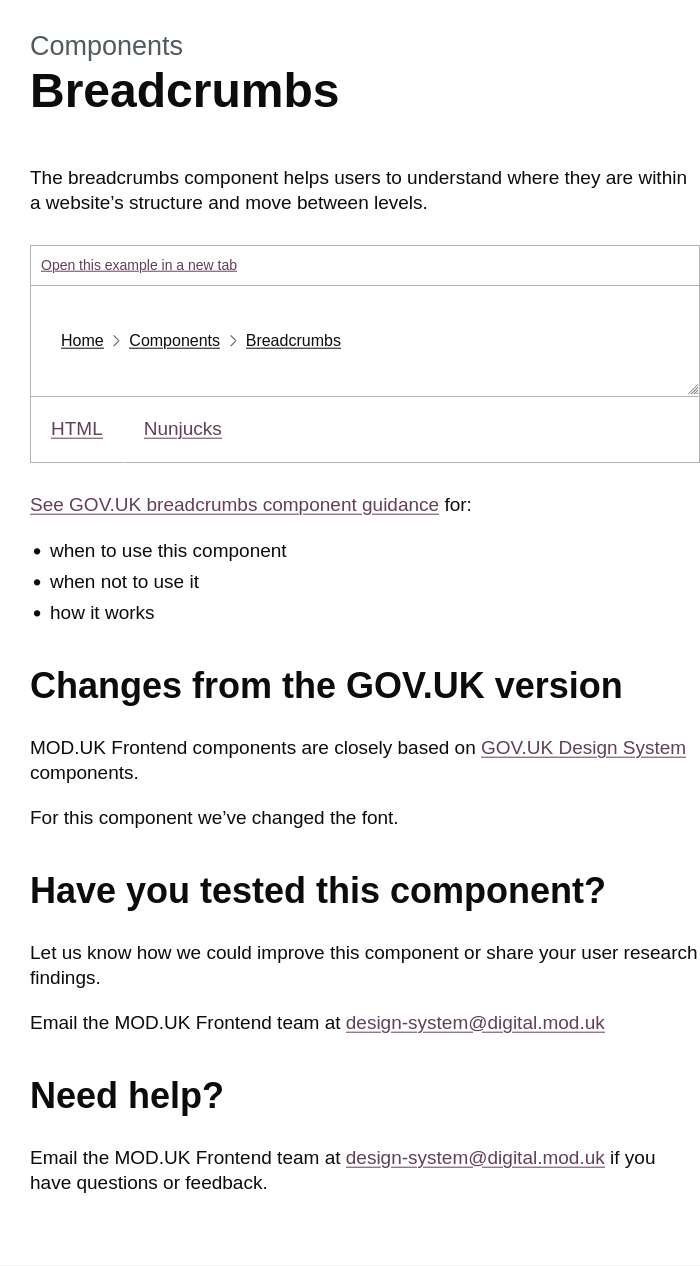 Components
Breadcrumbs
The breadcrumbs component helps users to understand where they are within
a website’s structure and move between levels.
Open this example in a new tab
Home
Components
Breadcrumbs
HTML
Nunjucks
See GOV.UK breadcrumbs component guidance for:
• when to use this component
• when not to use it
• how it works
Changes from the GOV.UK version
MOD.UK Frontend components are closely based on GOV.UK Design System
components.
For this component we’ve changed the font.
Have you tested this component?
Let us know how we could improve this component or share your user research
findings.
Email the MOD.UK Frontend team at design-system@digital.mod.uk
Need help?
Email the MOD.UK Frontend team at design-system@digital.mod.uk if you
have questions or feedback.